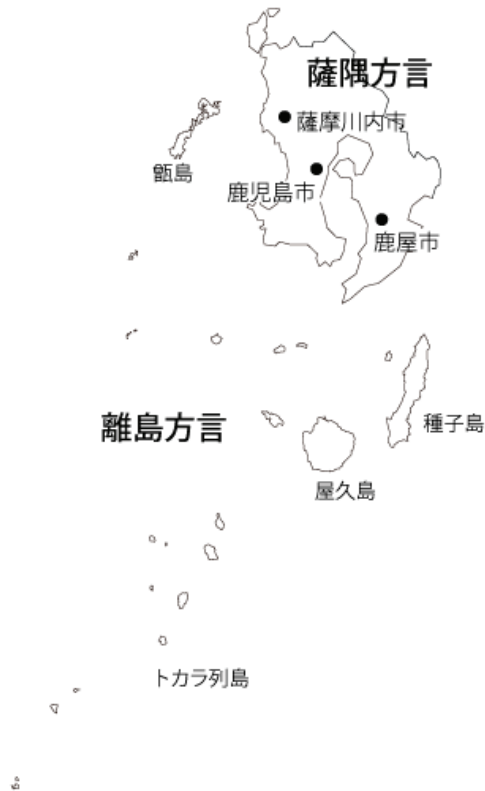 薩隅方言
薩摩川内市
甑島
鹿児島市
鹿屋市
離島方言
種子島
屋久島
トカラ列島